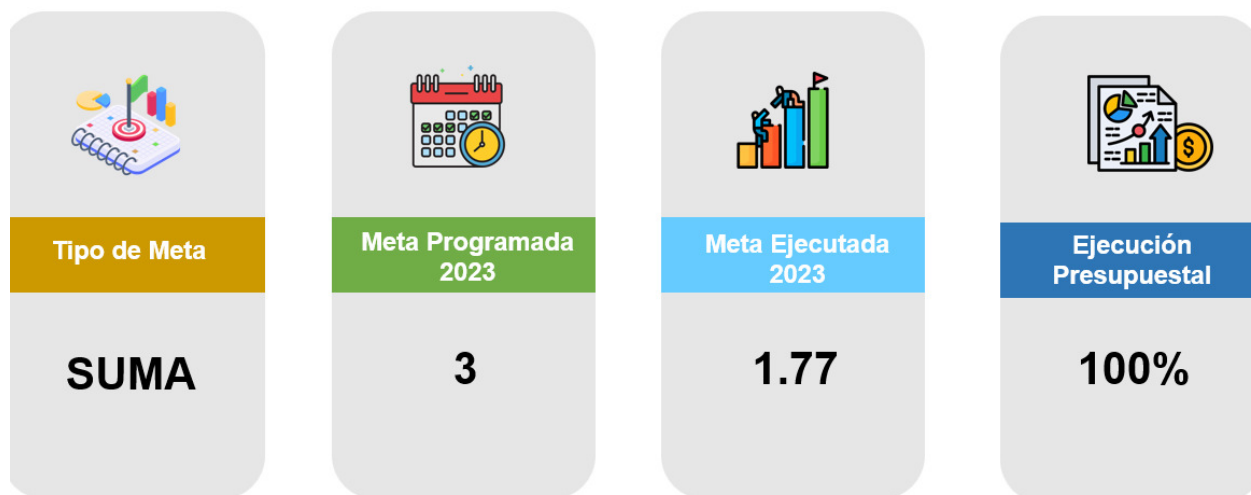 Tipo de Meta
SUMA
Meta Programada
2023
3
Meta Ejecutada
2023
1.77
Ejecución
Presupuestal
100%
$